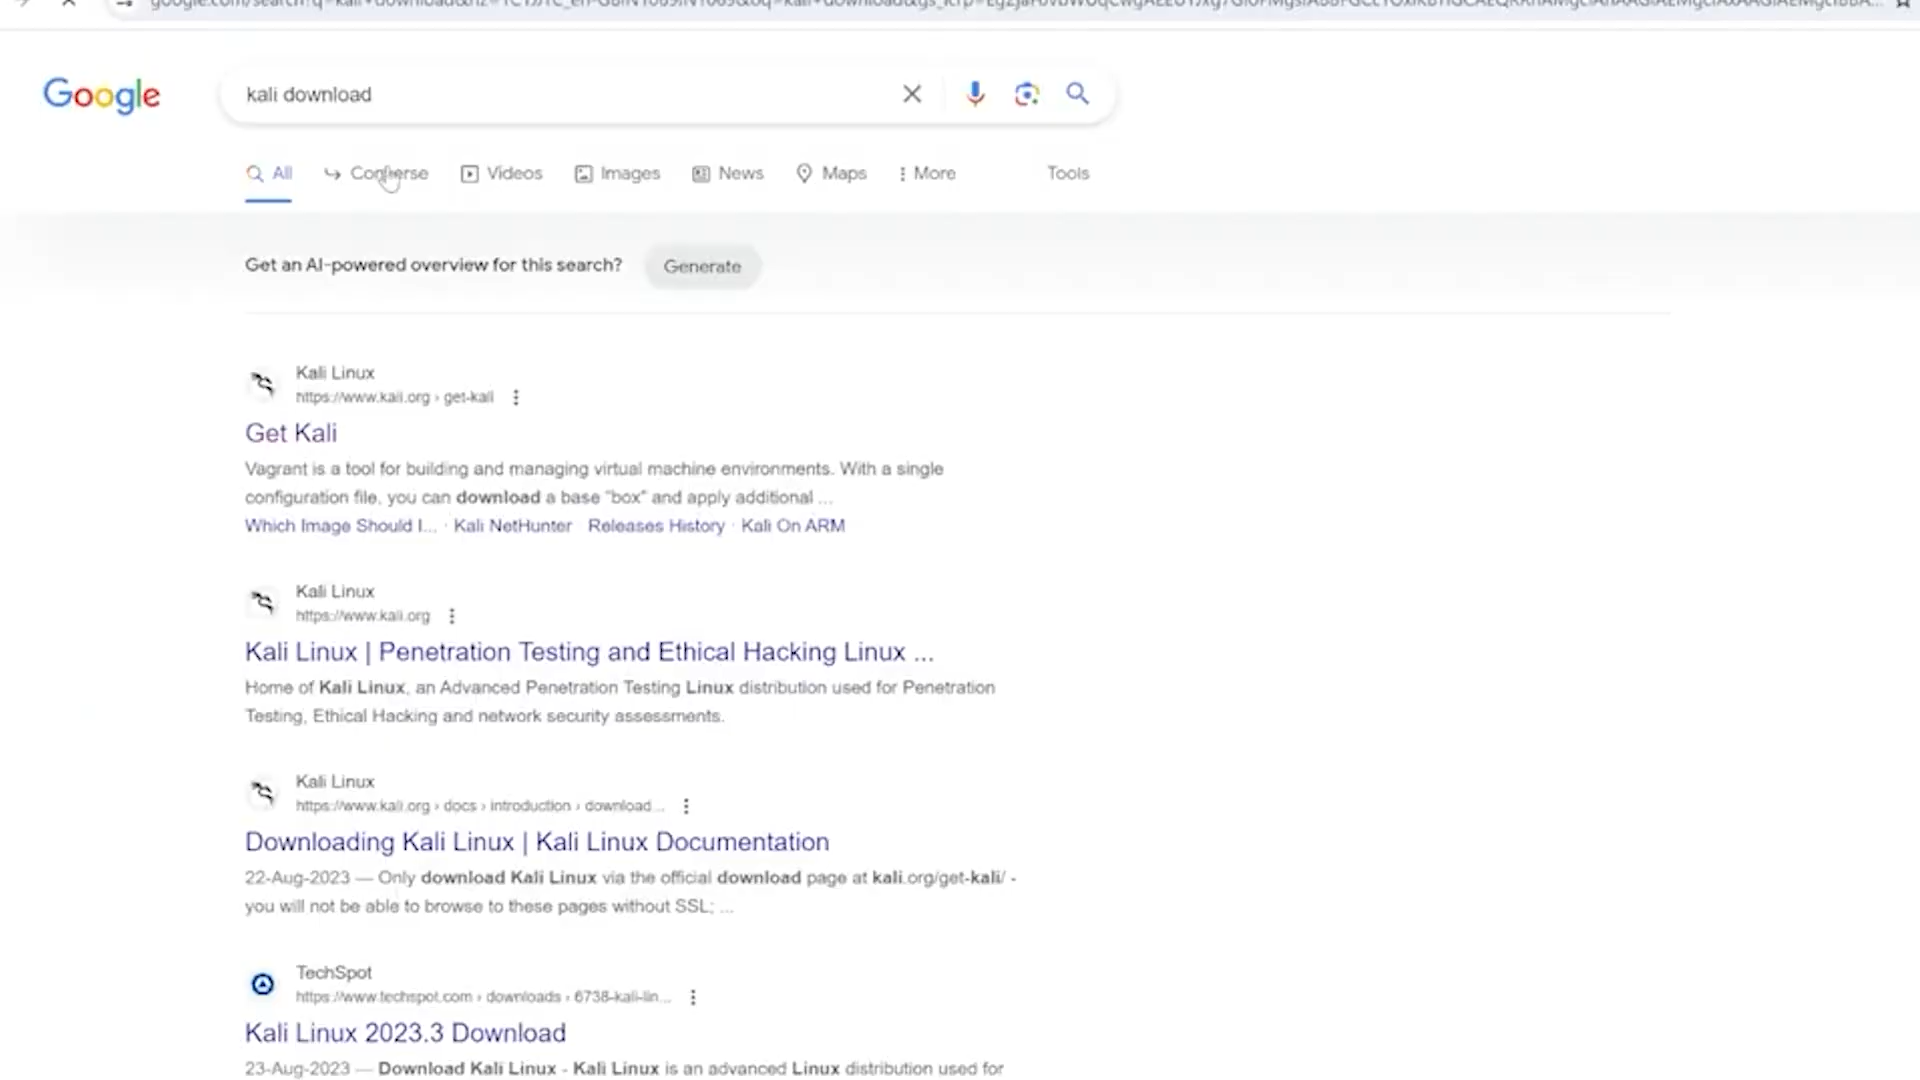 Google
kali download
All Converse Videos Images News Maps More Tools
Get an AI-powered overview for this search? Generate
Kali Linux
https://www.kali.org › get-kali
Get Kali
Vagrant is a tool for building and managing virtual machine environments. With a single
configuration file, you can download a base "box" and apply additional ...
Which Image Should I... · Kali NetHunter · Releases History · Kali On ARM
Kali Linux
https://www.kali.org
Kali Linux | Penetration Testing and Ethical Hacking Linux ...
Home of Kali Linux, an Advanced Penetration Testing Linux distribution used for Penetration
Testing, Ethical Hacking and network security assessments.
Kali Linux
https://www.kali.org › docs › introduction › download...
Downloading Kali Linux | Kali Linux Documentation
22-Aug-2023 — Only download Kali Linux via the official download page at kali.org/get-kali/ -
you will not be able to browse to these pages without SSL; ...
TechSpot
https://www.techspot.com › downloads › 6738-kali-lin...
Kali Linux 2023.3 Download
23-Aug-2023 — Download Kali Linux - Kali Linux is an advanced Linux distribution used for